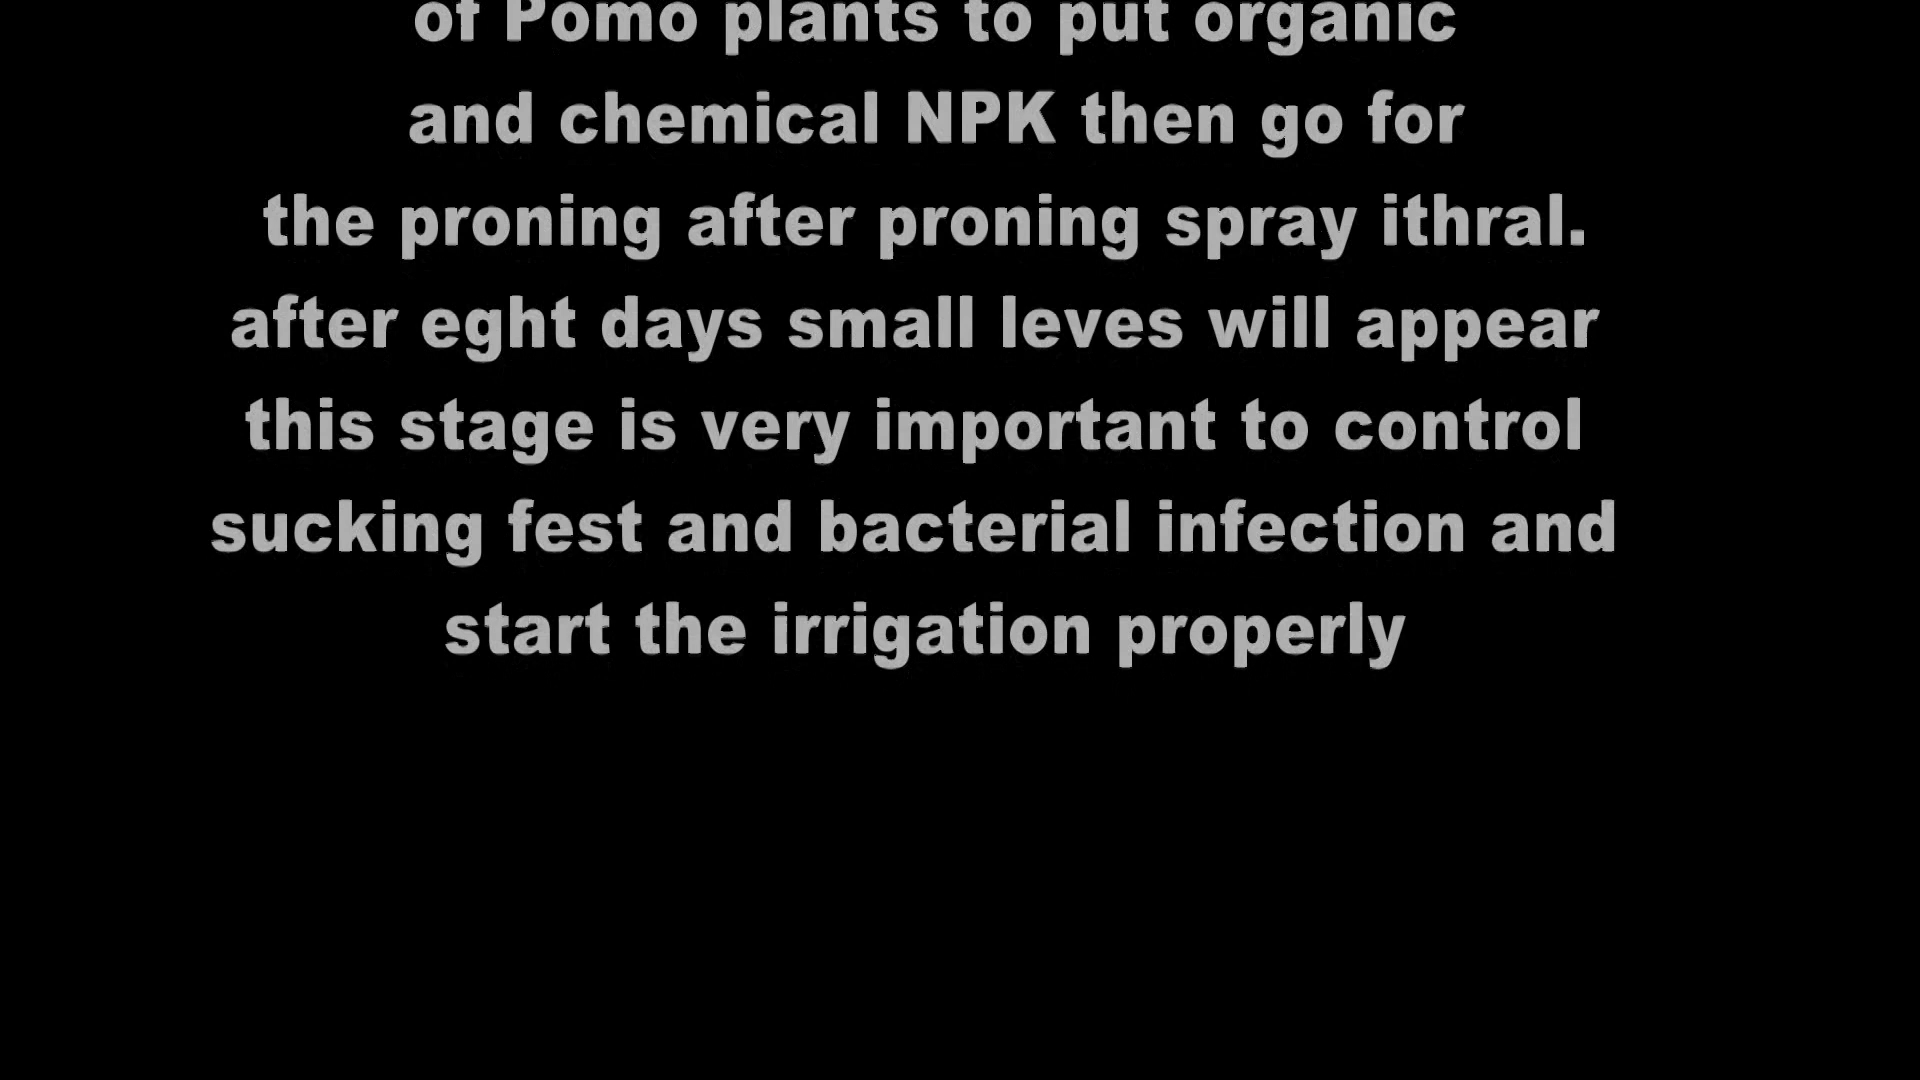 of Pomo plants to put organic
and chemical NPK then go for
the proning after proning spray ithral.
after eght days small leves will appear
this stage is very important to control
sucking fest and bacterial infection and
start the irrigation properly